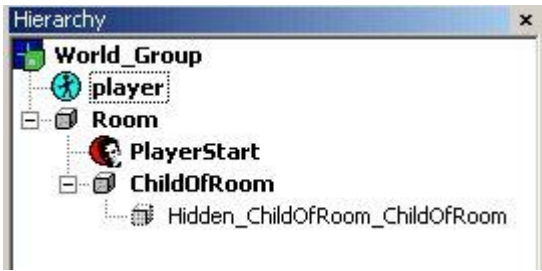 Hierarchy
World_Group
player
Room
PlayerStart
ChildOfRoom
Hidden_ChildOfRoom_ChildOfRoom